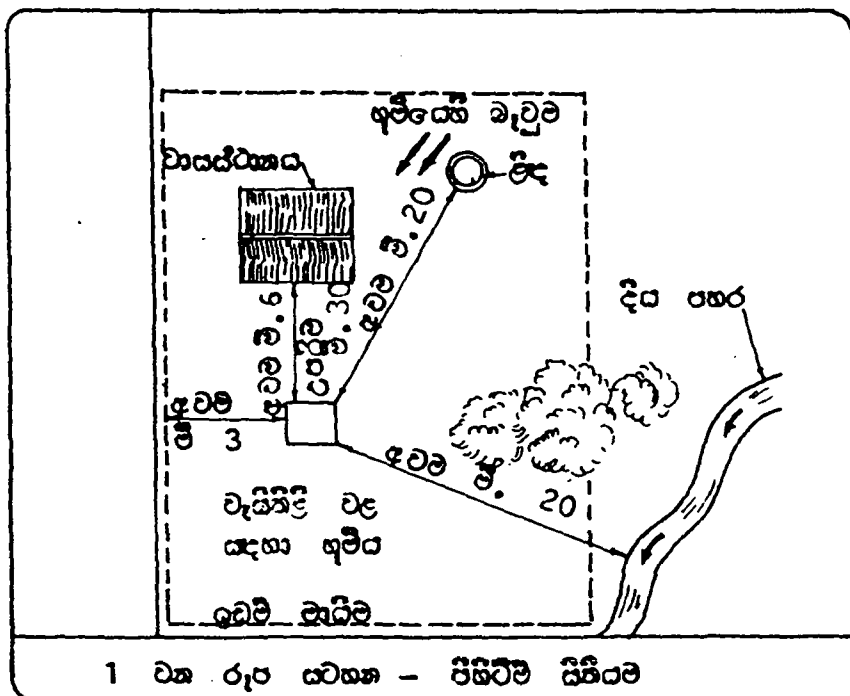 භූමියෙහි බෑවුම
වාසස්ථානය
ළිඳ
අවම මී. 6
උපරිම
මී. 30
අවම මී. 20
දිය පහර
අවම
මී. 3
අවම මී. 20
වැසිකිළි වළ
සඳහා භූමිය
ඉඩම් මායිම
1 වන රූප සටහන - පිහිටීම් සිතියම